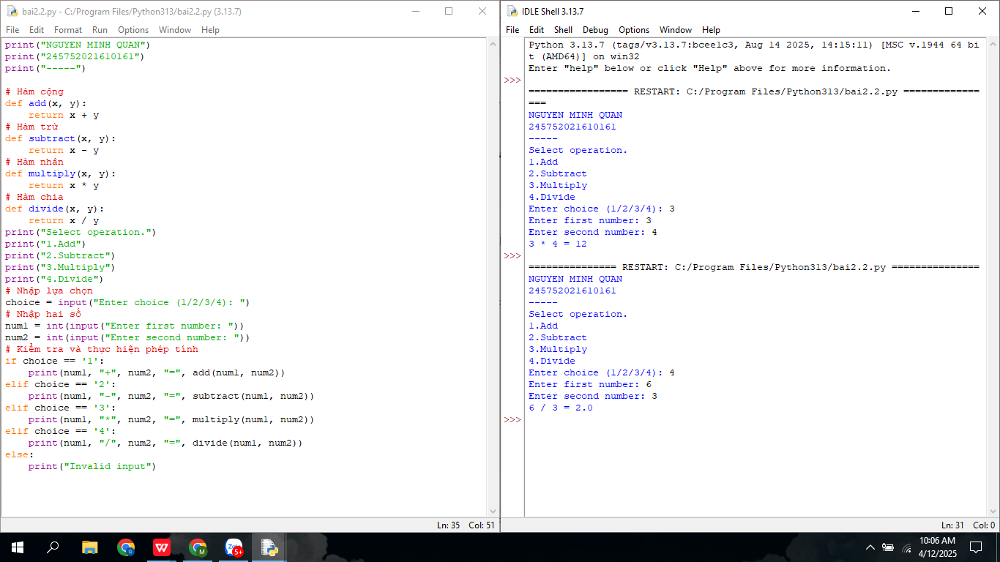 bai2.2.py - C:/Program Files/Python313/bai2.2.py (3.13.7)
File Edit Format Run Options Window Help
print("NGUYEN MINH QUAN")
print("245752021610161")
print("-----")
# Hàm cộng
def add(x, y):
    return x + y
# Hàm trừ
def subtract(x, y):
    return x - y
# Hàm nhân
def multiply(x, y):
    return x * y
# Hàm chia
def divide(x, y):
    return x / y
print("Select operation.")
print("1.Add")
print("2.Subtract")
print("3.Multiply")
print("4.Divide")
# Nhập lựa chọn
choice = input("Enter choice (1/2/3/4): ")
# Nhập hai số
num1 = int(input("Enter first number: "))
num2 = int(input("Enter second number: "))
# Kiểm tra và thực hiện phép tính
if choice == '1':
    print(num1, "+", num2, "=", add(num1, num2))
elif choice == '2':
    print(num1, "-", num2, "=", subtract(num1, num2))
elif choice == '3':
    print(num1, "*", num2, "=", multiply(num1, num2))
elif choice == '4':
    print(num1, "/", num2, "=", divide(num1, num2))
else:
    print("Invalid input")
Ln: 35 Col: 51
IDLE Shell 3.13.7
File Edit Shell Debug Options Window Help
Python 3.13.7 (tags/v3.13.7:bcee1c3, Aug 14 2025, 14:15:11) [MSC v.1944 64 bi
t (AMD64)] on win32
Enter "help" below or click "Help" above for more information.
>>>
================= RESTART: C:/Program Files/Python313/bai2.2.py =============
===
NGUYEN MINH QUAN
245752021610161
-----
Select operation.
1.Add
2.Subtract
3.Multiply
4.Divide
Enter choice (1/2/3/4): 3
Enter first number: 3
Enter second number: 4
3 * 4 = 12
>>>
=============== RESTART: C:/Program Files/Python313/bai2.2.py ===============
NGUYEN MINH QUAN
245752021610161
-----
Select operation.
1.Add
2.Subtract
3.Multiply
4.Divide
Enter choice (1/2/3/4): 4
Enter first number: 6
Enter second number: 3
6 / 3 = 2.0
>>>
Ln: 31 Col: 0
W
Q
M
5+
10:06 AM
4/12/2025